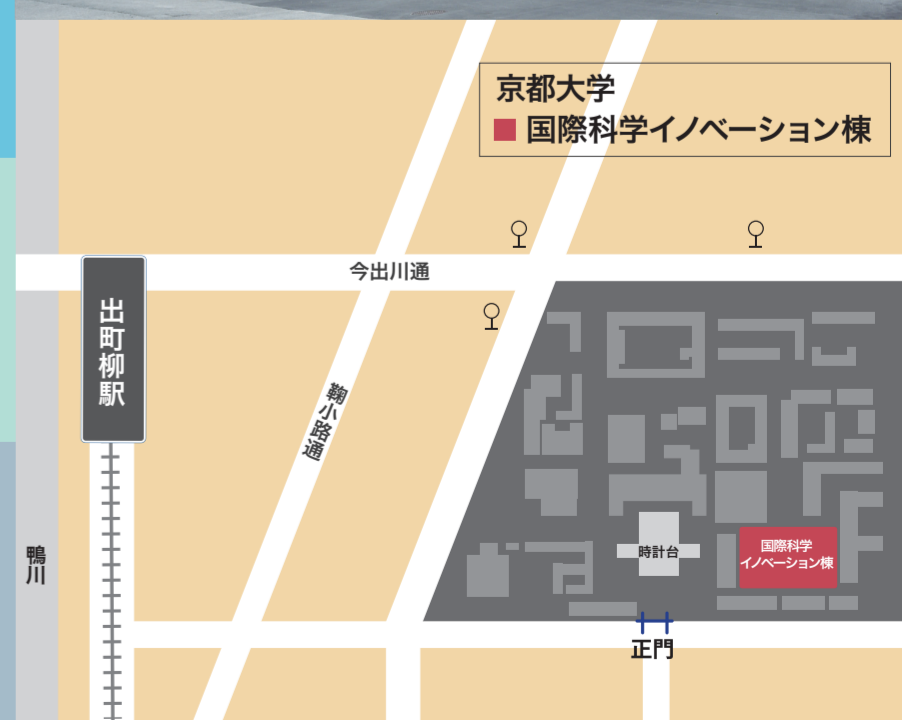 京都大学
■ 国際科学イノベーション棟
今出川通
出町柳駅
鞠小路通
鴨川
時計台
国際科学
イノベーション棟
正門